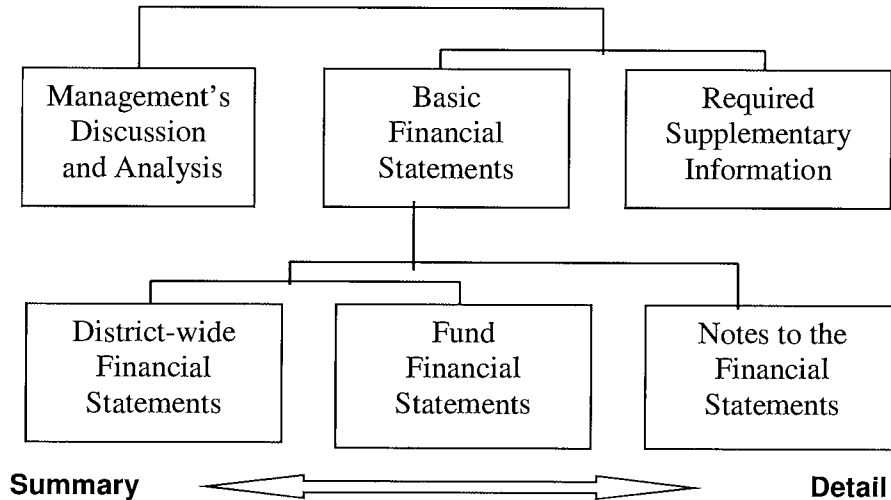 Management's
Discussion
and Analysis
Basic
Financial
Statements
Required
Supplementary
Information
District-wide
Financial
Statements
Fund
Financial
Statements
Notes to the
Financial
Statements
Summary
Detail